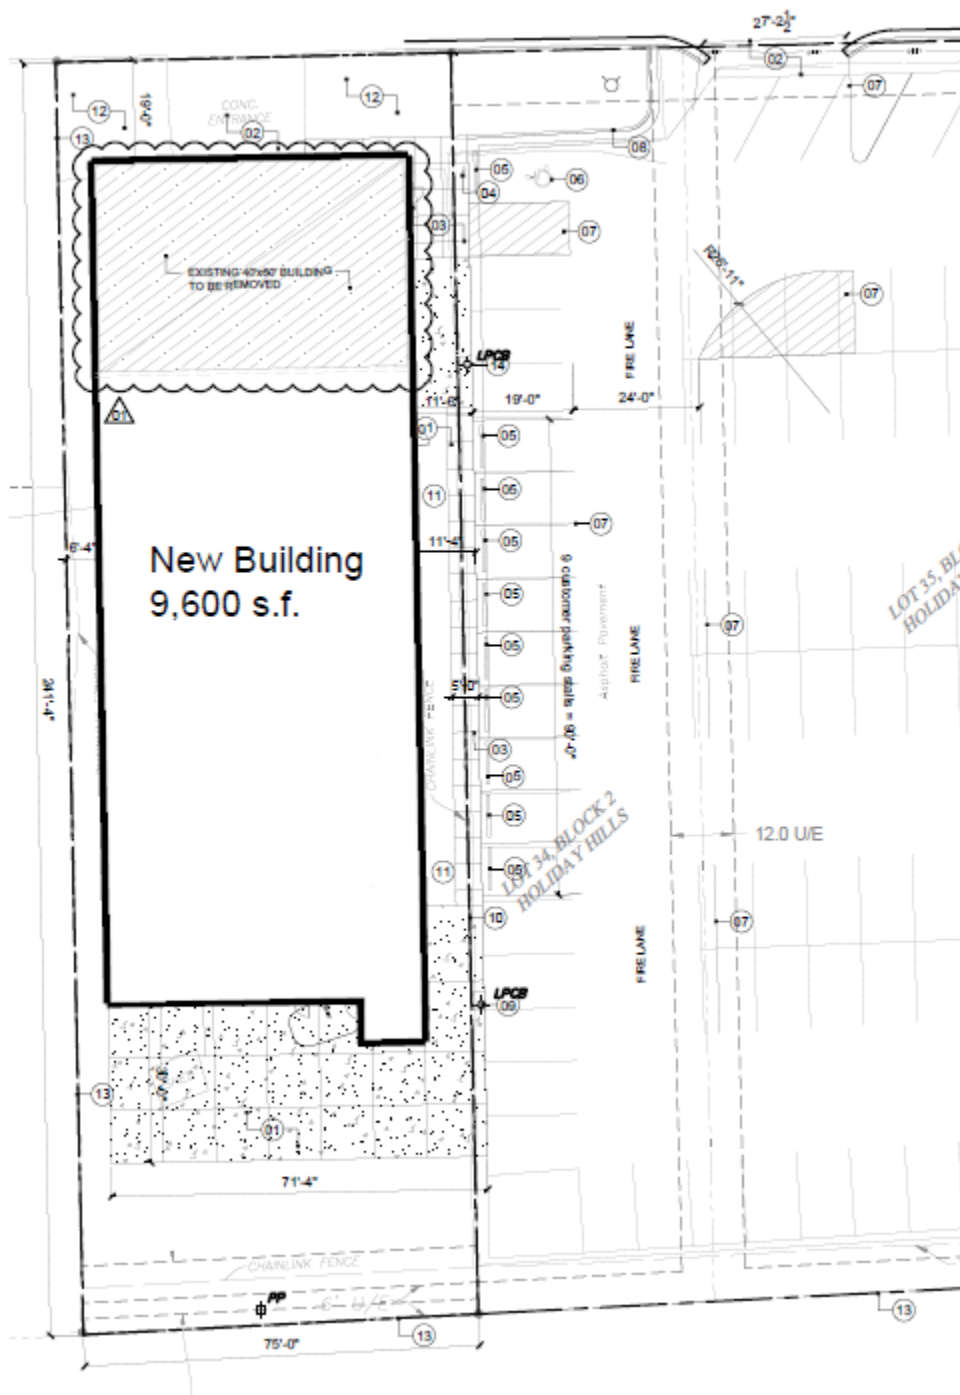 27'-2½"
02
07
12
12
19'-0"
CONC.
ENTRANCE
02
13
08
05
04
06
03
07
EXISTING 40'x60' BUILDING
TO BE REMOVED
R26'-11"
07
FIRE LANE
LPCB
14
11'-6"
19'-0"
24'-0"
01
01
05
11
05
07
11'-4"
05
6'-4"
New Building
9,600 s.f.
9 customer parking stalls = 90'-0"
Asphalt Pavement
LOT 35, BL
HOLIDAY
05
07
05
FIRE LANE
241'-4"
5'-0"
05
CHAINLINK FENCE
03
05
05
LOT 34, BLOCK 2
HOLIDAY HILLS
12.0 U/E
11
05
10
07
FIRE LANE
LPCB
09
13
01
71'-4"
CHAINLINK FENCE
PP
6' U/E
13
13
75'-0"